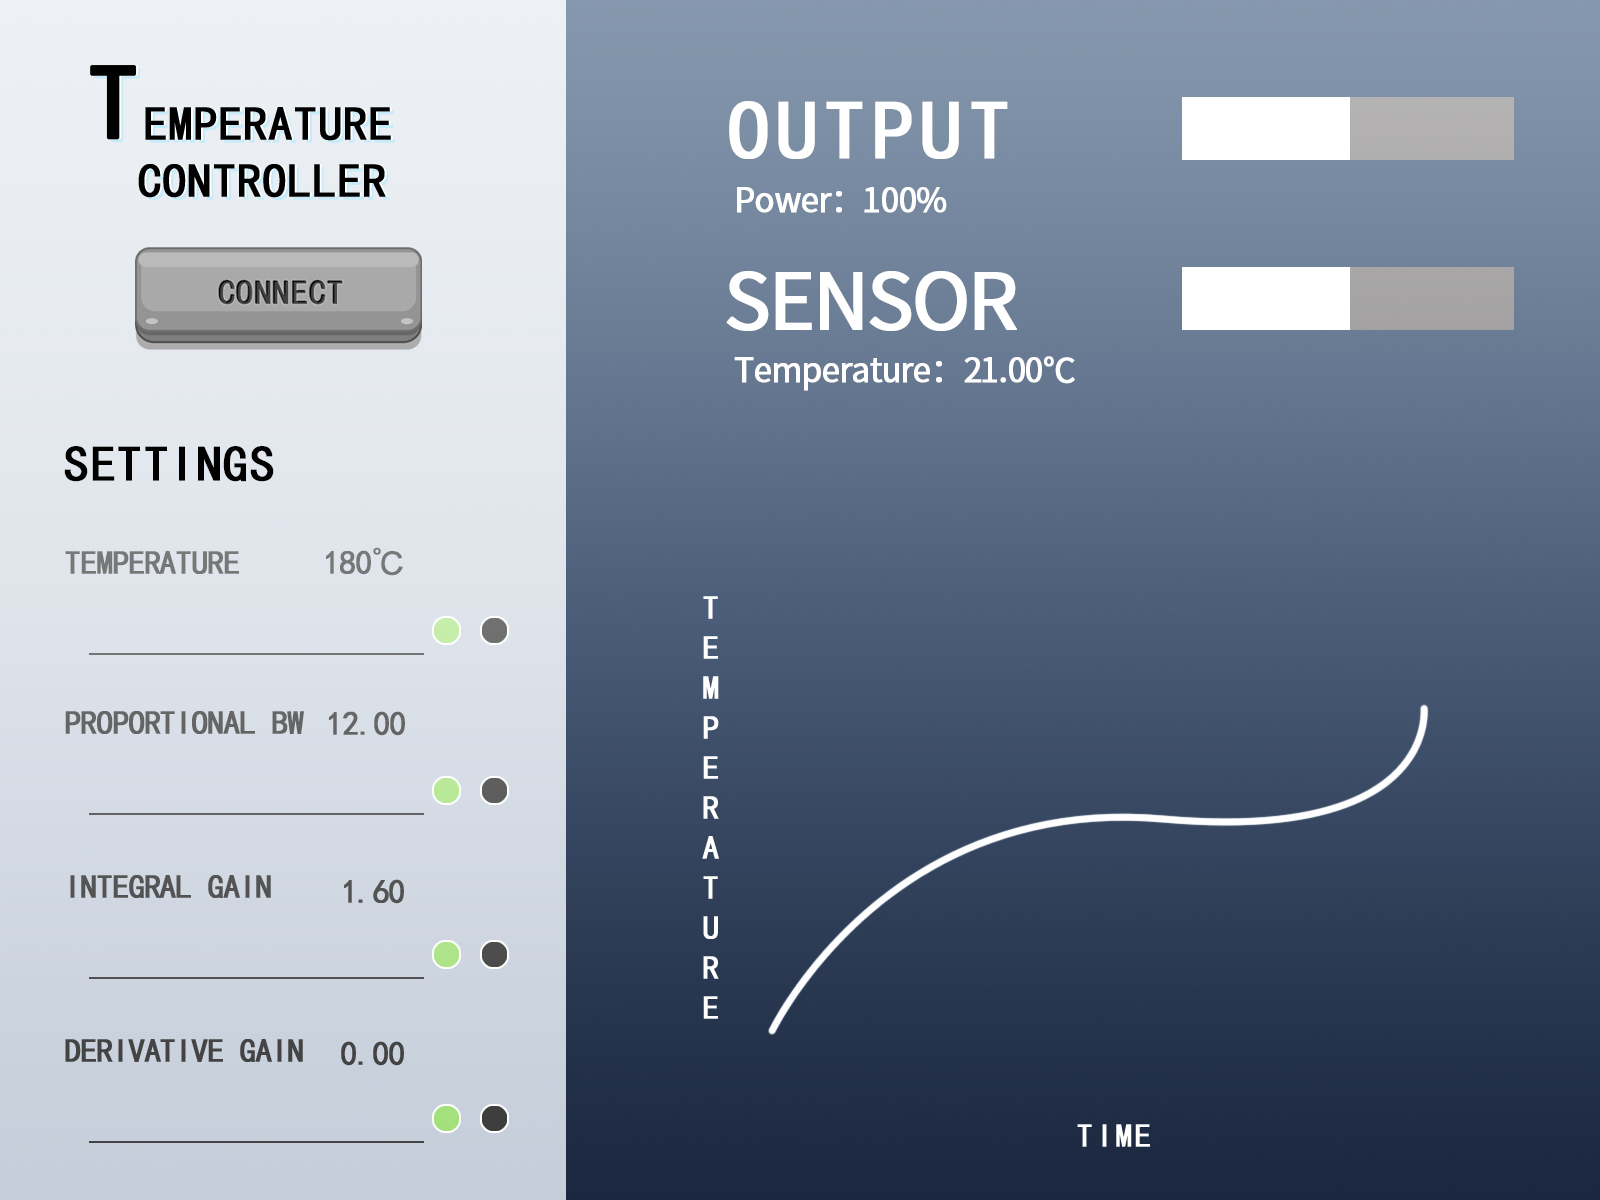 TEMPERATURE
CONTROLLER
CONNECT
SETTINGS
TEMPERATURE 180℃
PROPORTIONAL BW 12.00
INTEGRAL GAIN 1.60
DERIVATIVE GAIN 0.00
OUTPUT
Power：100%
SENSOR
Temperature：21.00℃
TEMPERATURE
TIME